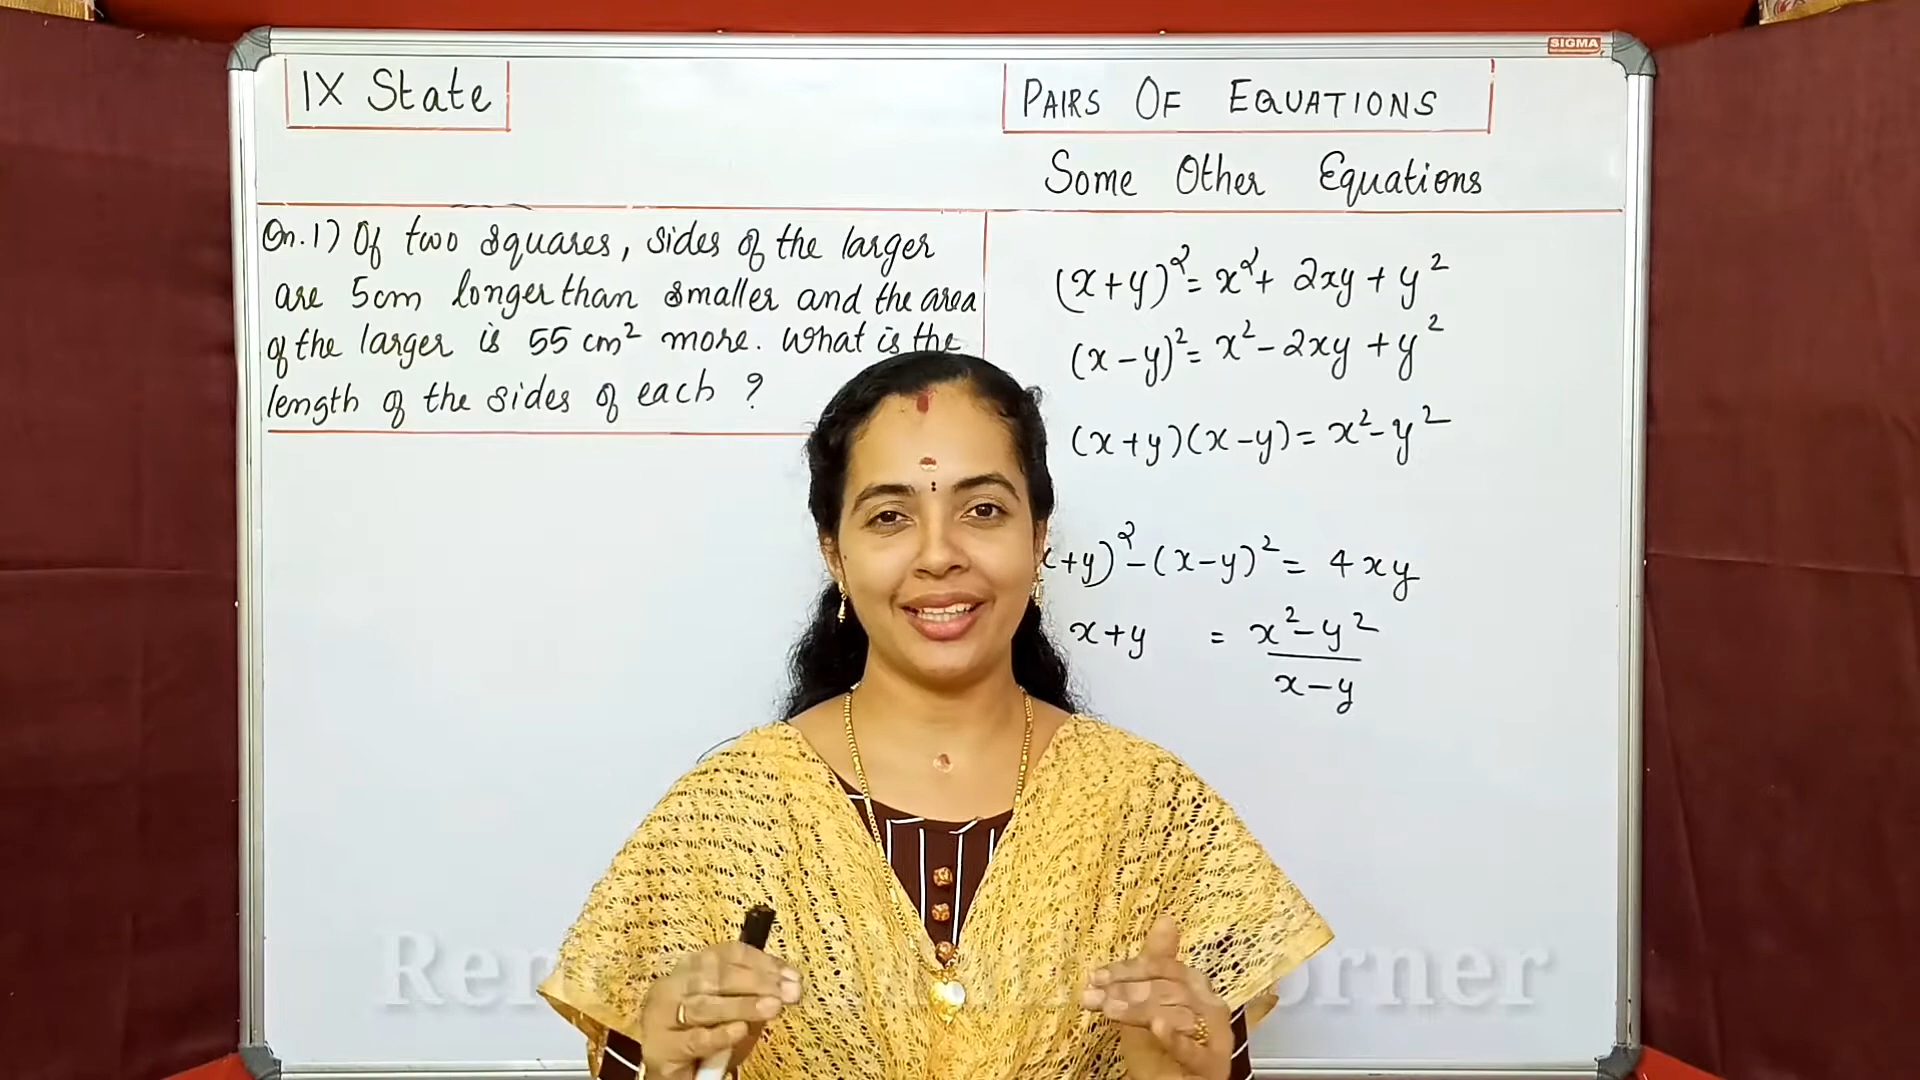 SIGMA
IX State
PAIRS OF EQUATIONS
Some Other Equations
Qn.1) Of two squares, sides of the larger
are 5cm longer than smaller and the area
of the larger is 55 cm² more. What is the
length of the sides of each ?
(x+y)²= x²+ 2xy + y²
(x-y)²= x²-2xy + y²
(x+y)(x-y)= x²-y²
+y)²-(x-y)²= 4xy
x+y = x²-y²
x-y
Corner